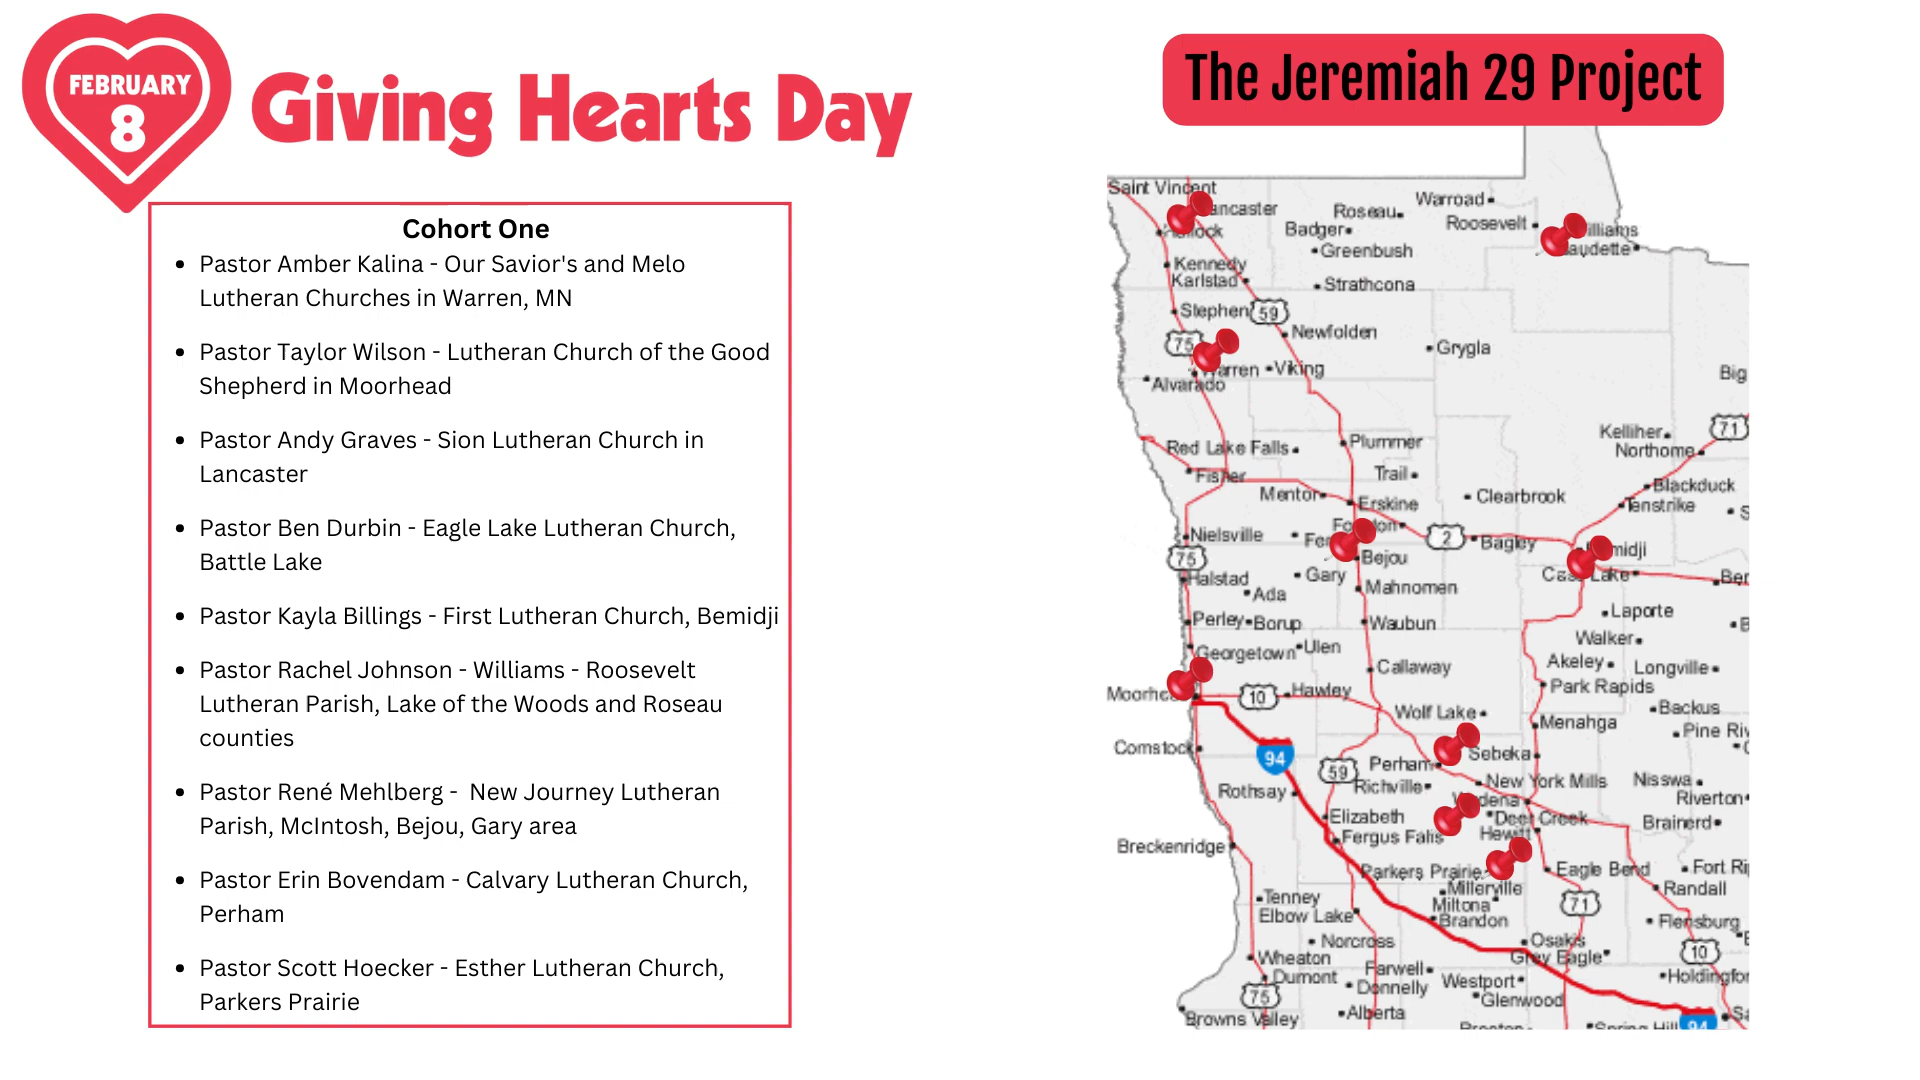 FEBRUARY
8
Giving Hearts Day
The Jeremiah 29 Project
Cohort One
• Pastor Amber Kalina - Our Savior's and Melo
Lutheran Churches in Warren, MN
• Pastor Taylor Wilson - Lutheran Church of the Good
Shepherd in Moorhead
• Pastor Andy Graves - Sion Lutheran Church in
Lancaster
• Pastor Ben Durbin - Eagle Lake Lutheran Church,
Battle Lake
• Pastor Kayla Billings - First Lutheran Church, Bemidji
• Pastor Rachel Johnson - Williams - Roosevelt
Lutheran Parish, Lake of the Woods and Roseau
counties
• Pastor René Mehlberg -  New Journey Lutheran
Parish, McIntosh, Bejou, Gary area
• Pastor Erin Bovendam - Calvary Lutheran Church,
Perham
• Pastor Scott Hoecker - Esther Lutheran Church,
Parkers Prairie
Saint Vincent
Warroad
Roseau
Roosevelt
Badger
Greenbush
Kennedy
Karlstad
Strathcona
Stephen
59
Newfolden
75
Grygla
Viking
Alvarado
Big
71
Kelliher
Plummer
Red Lake Falls
Northome
Fisher
Trail
Blackduck
Mentor
Clearbrook
Erskine
Tenstrike
Nielsville
2
Bagley
75
Bejou
Halstad
Gary
Cass Lake
Ada
Mahnomen
Laporte
Perley
Borup
Waubun
Walker
Georgetown
Ulen
Callaway
Akeley
Longville
Park Rapids
10
Hawley
Wolf Lake
Backus
Menahga
Pine Riv
Comstock
94
Sebeka
59
Perham
Richville
New York Mills
Nisswa
Rothsay
Riverton
Elizabeth
Deer Creek
Brainerd
Fergus Falls
Hewitt
Breckenridge
Parkers Prairie
Eagle Bend
Fort Ri
Millerville
Randall
Tenney
Miltona
71
Elbow Lake
Brandon
Flensburg
Norcross
Osakis
10
Wheaton
Grey Eagle
Dumont
Farwell
Westport
Holdingfor
75
Donnelly
Glenwood
Browns Valley
Alberta
Spring Hill
94